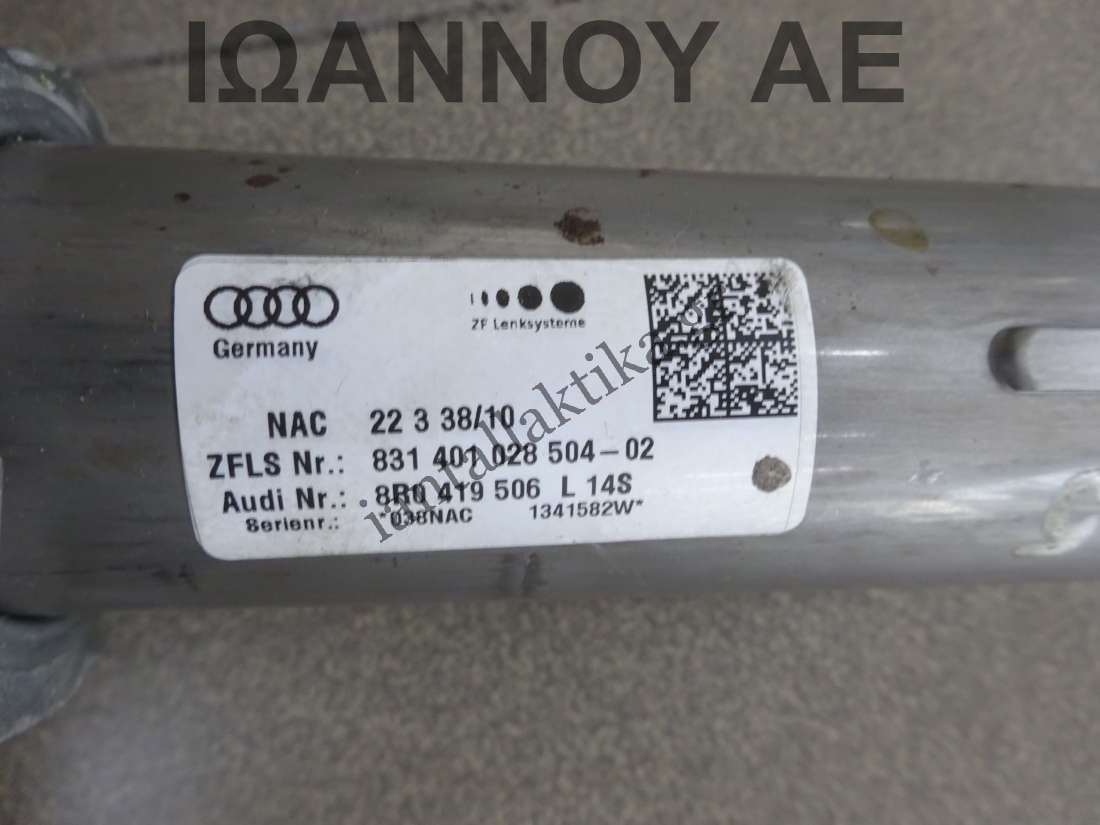 ΙΩΑΝΝΟΥ ΑΕ
Germany
ZF Lenksysteme
NAC 22 3 38/10
ZFLS Nr.: 831 401 028 504-02
Audi Nr.: 8R0 419 506 L 14S
Serienr.: *038NAC 1341582W*